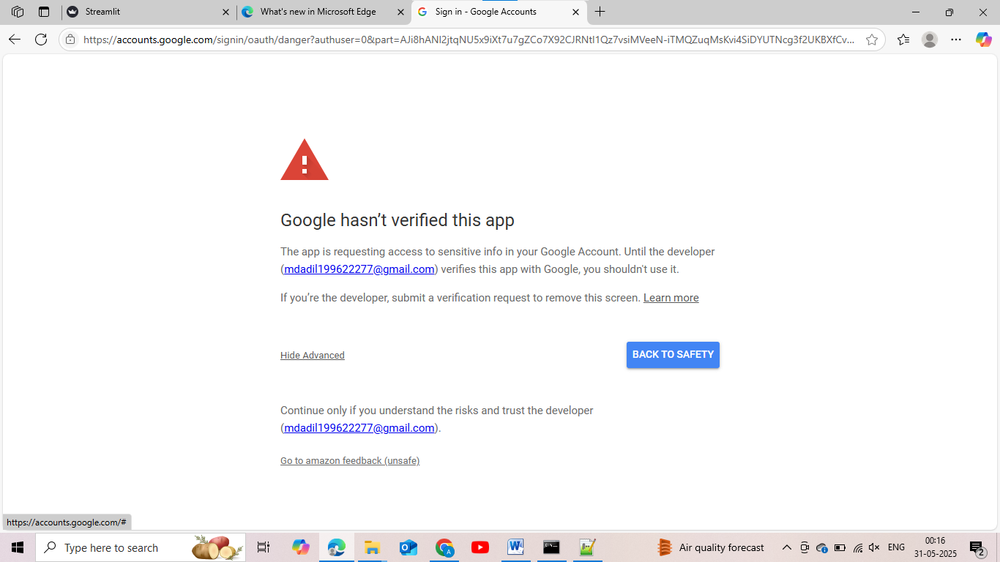 Streamlit
What's new in Microsoft Edge
Sign in - Google Accounts
https://accounts.google.com/signin/oauth/danger?authuser=0&part=AJi8hANl2jtqNU5x9iXt7u7gZCo7X92CJRNtI1Qz7vsiMVeeN-iTMQZuqMsKvi4SiDYUTNcg3f2UKBXfCv...
Google hasn't verified this app
The app is requesting access to sensitive info in your Google Account. Until the developer
(mdadil199622277@gmail.com) verifies this app with Google, you shouldn't use it.
If you're the developer, submit a verification request to remove this screen. Learn more
Hide Advanced
BACK TO SAFETY
Continue only if you understand the risks and trust the developer
(mdadil199622277@gmail.com).
Go to amazon feedback (unsafe)
https://accounts.google.com/#
Type here to search
Air quality forecast
ENG
00:16
31-05-2025
2